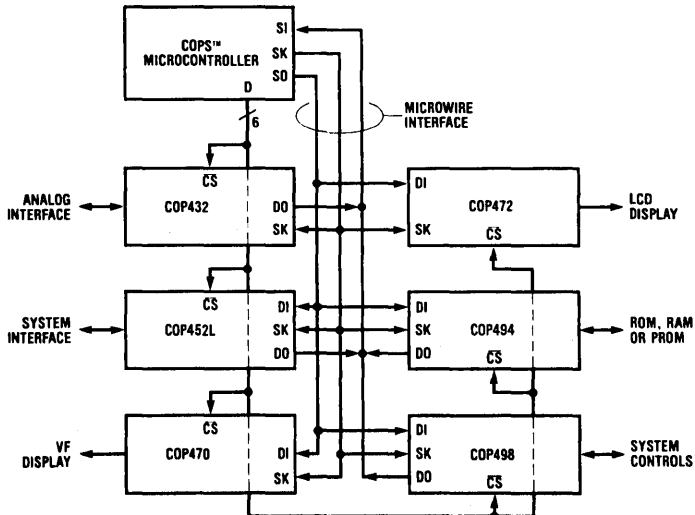 COPS™
MICROCONTROLLER
SI
SK
SO
D
6
MICROWIRE
INTERFACE
ANALOG
INTERFACE
CS
COP432
DO
SK
DI
SK
COP472
CS
LCD
DISPLAY
SYSTEM
INTERFACE
CS
COP452L
DI
SK
DO
DI
SK
DO
COP494
CS
ROM, RAM
OR PROM
VF
DISPLAY
CS
COP470
DI
SK
DI
SK
DO
COP498
CS
SYSTEM
CONTROLS